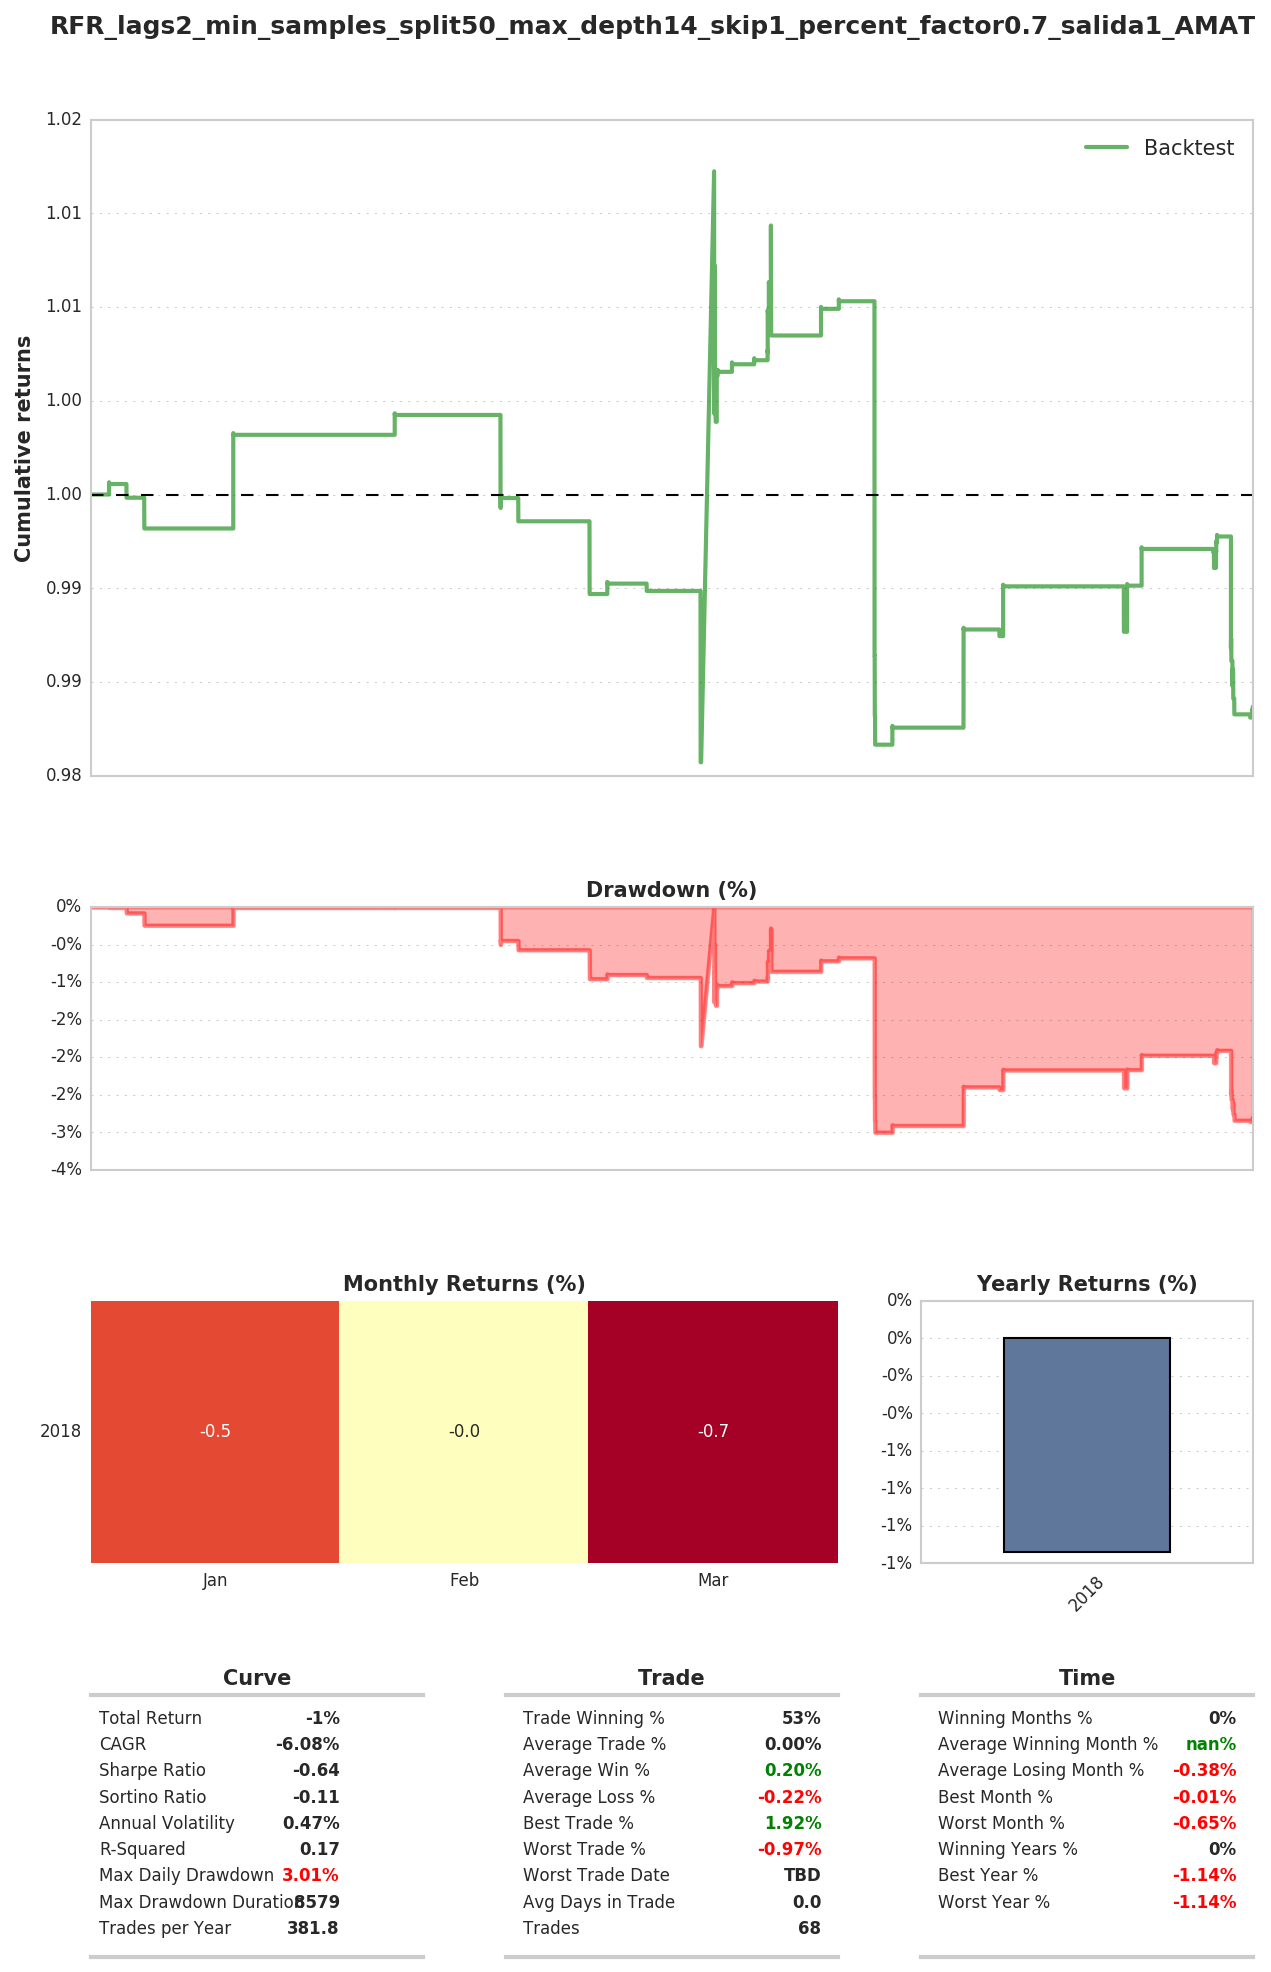 RFR_lags2_min_samples_split50_max_depth14_skip1_percent_factor0.7_salida1_AMAT
1.02
1.01
1.01
1.00
1.00
0.99
0.99
0.98
Cumulative returns
Backtest
Drawdown (%)
0%
-0%
-1%
-2%
-2%
-2%
-3%
-4%
Monthly Returns (%)
2018
-0.5
-0.0
-0.7
Jan
Feb
Mar
Yearly Returns (%)
0%
0%
-0%
-0%
-1%
-1%
-1%
-1%
2018
Curve
Total Return -1%
CAGR -6.08%
Sharpe Ratio -0.64
Sortino Ratio -0.11
Annual Volatility 0.47%
R-Squared 0.17
Max Daily Drawdown 3.01%
Max Drawdown Duration 8579
Trades per Year 381.8
Trade
Trade Winning % 53%
Average Trade % 0.00%
Average Win % 0.20%
Average Loss % -0.22%
Best Trade % 1.92%
Worst Trade % -0.97%
Worst Trade Date TBD
Avg Days in Trade 0.0
Trades 68
Time
Winning Months % 0%
Average Winning Month % nan%
Average Losing Month % -0.38%
Best Month % -0.01%
Worst Month % -0.65%
Winning Years % 0%
Best Year % -1.14%
Worst Year % -1.14%